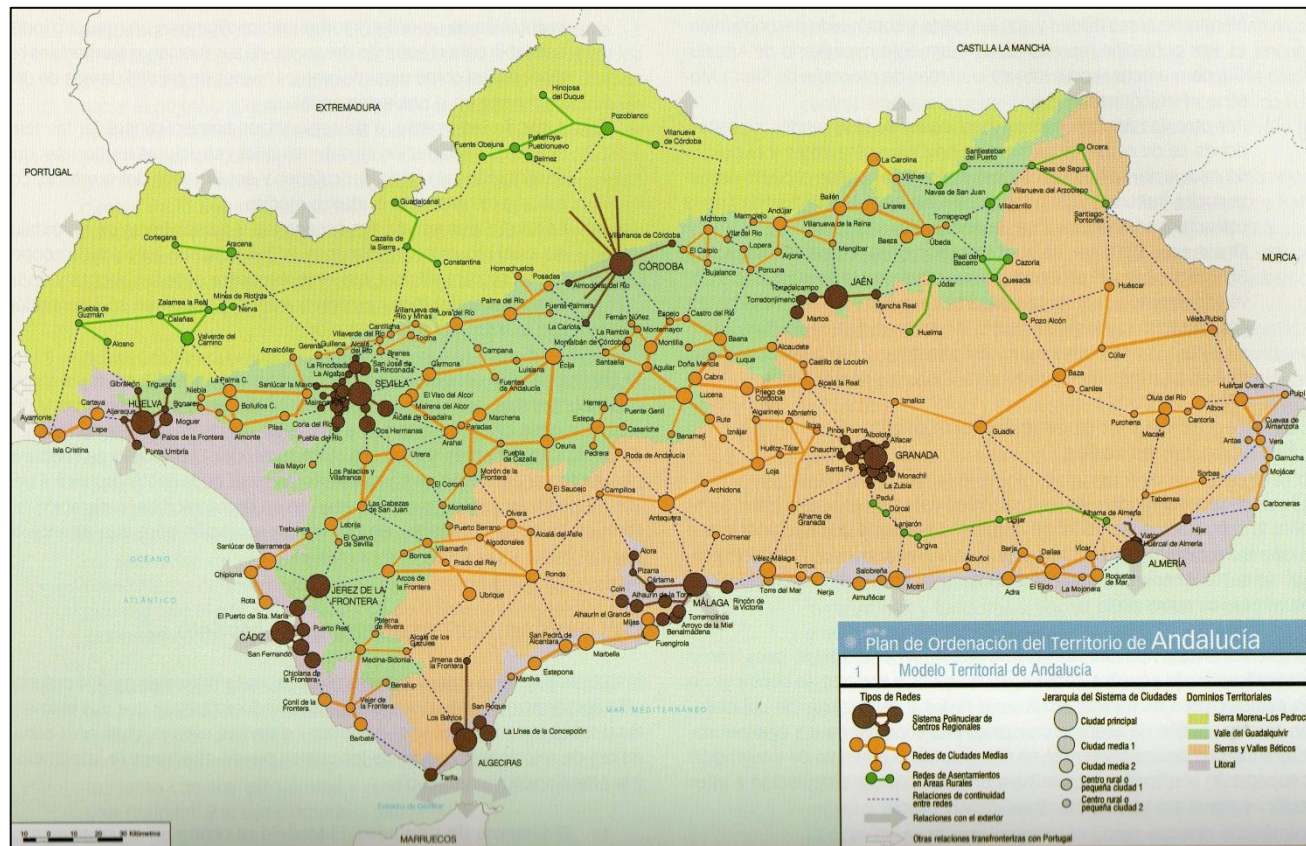 CASTILLA LA MANCHA
EXTREMADURA
PORTUGAL
MURCIA
Hinojosa
del Duque
Pozoblanco
Peñarroya-
Pueblonuevo
Fuente Obejuna
Belmez
Villanueva
de Córdoba
La Carolina
Vilches
Santiesteban
del Puerto
Orcera
Beas de Segura
Navas de San Juan
Villanueva del Arzobispo
Villacarrillo
Santiago-
Pontones
Guadalcanal
Cazalla de
la Sierra
Constantina
Cortegana
Aracena
Villafranca de Córdoba
CÓRDOBA
Montoro
Marmolejo
Andújar
Bailén
Linares
Villanueva de la Reina
Torreperogil
Villa del Río
Lopera
Arjona
Mengibar
Baeza
Úbeda
El Carpio
Bujalance
Porcuna
Peal del
Becerro
Cazorla
Quesada
Torredelcampo
Torredonjimeno
JAÉN
Mancha Real
Jódar
Martos
Huelma
Pozo Alcón
Huéscar
Vélez Rubio
Cúllar
Hornachuelos
Posadas
Almodóvar del Río
Puebla de
Guzmán
Zalamea la Real
Minas de Riotinto
Nerva
Calañas
Valverde del
Camino
Alosno
Villanueva del
Río y Minas
Lora del Río
Palma del Río
Fuente Palmera
La Carlota
Fernán Núñez
La Rambla
Montemayor
Espejo
Castro del Río
Montalbán de Córdoba
Montilla
Baena
Alcaudete
Cantillana
Villaverde del Río
Tocina
Brenes
Guillena
Alcalá
del Río
Gerena
Aznalcóllar
La Rinconada
San José de
la Rinconada
La Algaba
Carmona
Campana
Luisiana
Écija
Santaella
Aguilar
Doña Mencía
Luque
Castillo de Locubín
Fuentes
de Andalucía
Cabra
Lucena
Priego de
Córdoba
Alcalá la Real
SEVILLA
Sanlúcar la Mayor
El Viso del Alcor
Mairena del Alcor
Alcalá de Guadaira
Marchena
Paradas
Arahal
Herrera
Puente Genil
Estepa
Casariche
Pedrera
Rute
Iznájar
Benamejí
Algarinejo
Montefrío
Íllora
Pinos Puente
Albolote
Alfacar
Iznalloz
Guadix
Baza
Caniles
Olula del Río
Albox
Purchena
Cantoria
Macael
Huércal Overa
Pulpí
Cuevas de
Almanzora
Antas
Vera
Garrucha
Mojácar
Carboneras
Sorbas
Tabernas
Gibraleón
Trigueros
Niebla
La Palma C.
HUELVA
Bonares
Bollullos C.
Moguer
Almonte
Pilas
Cartaya
Aljaraque
Lepe
Ayamonte
Isla Cristina
Palos de la Frontera
Punta Umbría
Coria del Río
Puebla del Río
Dos Hermanas
Isla Mayor
Los Palacios y
Villafranca
Utrera
Puebla
de Cazalla
Osuna
Morón de la
Frontera
El Coronil
Montellano
El Saucejo
Roda de Andalucía
Campillos
Antequera
Archidona
Loja
Huétor-Tájar
Chauchina
Santa Fe
GRANADA
Monachil
La Zubia
Alhama de
Granada
Padul
Dúrcal
Lanjarón
Órgiva
Ugíjar
Alhama de Almería
Viator
Huércal de Almería
Níjar
ALMERÍA
Las Cabezas
de San Juan
Lebrija
Trebujena
El Cuervo
de Sevilla
Puerto Serrano
Olvera
Algodonales
Alcalá del Valle
Villamartín
Prado del Rey
Bornos
Arcos de
la Frontera
Ronda
Ubrique
Colmenar
Álora
Pizarra
Cártama
Coín
Alhaurín de la Torre
Alhaurín el Grande
MÁLAGA
Rincón de
la Victoria
Torremolinos
Arroyo de la Miel
Benalmádena
Mijas
Fuengirola
Vélez-Málaga
Torrox
Torre del Mar
Nerja
Almuñécar
Salobreña
Motril
Albuñol
Adra
Berja
Dalías
El Ejido
Vícar
La Mojonera
Roquetas
de Mar
OCÉANO
ATLÁNTICO
Sanlúcar de Barrameda
Chipiona
Rota
JEREZ DE LA
FRONTERA
El Puerto de Sta. María
CÁDIZ
Puerto Real
San Fernando
Chiclana de
la Frontera
Paterna
de Rivera
Medina-Sidonia
Alcalá de los
Gazules
Benalup
Conil de la
Frontera
Vejer de
la Frontera
Barbate
Jimena de
la Frontera
San Pedro de
Alcántara
Marbella
Estepona
Manilva
San Roque
Los Barrios
La Línea de la Concepción
ALGECIRAS
Tarifa
Estrecho de Gibraltar
MAR MEDITERRÁNEO
MARRUECOS
10 0 10 20 30 Kilómetros
Plan de Ordenación del Territorio de Andalucía
1 Modelo Territorial de Andalucía
Tipos de Redes
Sistema Polinuclear de
Centros Regionales
Redes de Ciudades Medias
Redes de Asentamientos
en Áreas Rurales
Relaciones de continuidad
entre redes
Relaciones con el exterior
Otras relaciones transfronterizas con Portugal
Jerarquía del Sistema de Ciudades
Ciudad principal
Ciudad media 1
Ciudad media 2
Centro rural o
pequeña ciudad 1
Centro rural o
pequeña ciudad 2
Dominios Territoriales
Sierra Morena-Los Pedroc
Valle del Guadalquivir
Sierras y Valles Béticos
Litoral